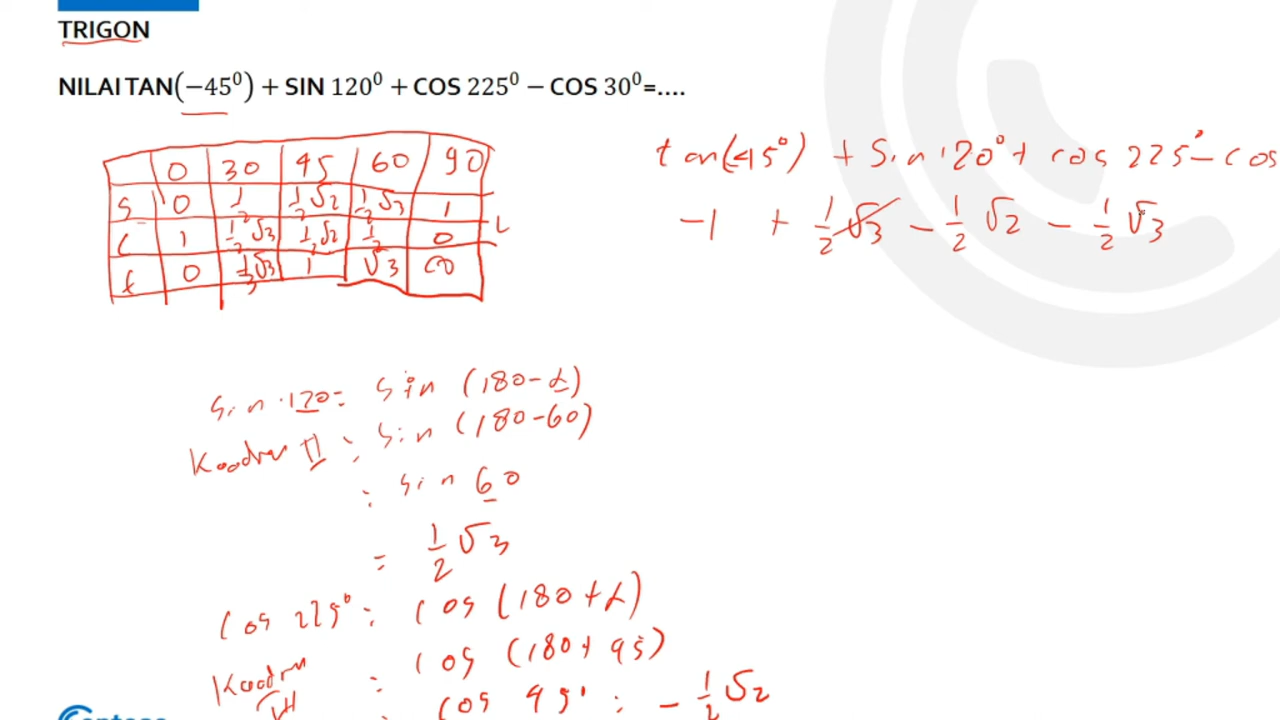 TRIGON
NILAI TAN(−45⁰) + SIN 120⁰ + COS 225⁰ − COS 30⁰=....
0 30 45 60 90
S 0 1/2 1/2√2 1/2√3 1
C 1 1/2√3 1/2√2 1/2 0
t 0 1/3√3 1 √3 ∞
tan(-45°) + Sin 120° + cos 225° - cos
-1 + 1/2√3 - 1/2√2 - 1/2√3
Sin 120 = Sin (180-α)
II = Sin (180-60)
= sin 60
= 1/2√3
Cos 225° = Cos (180+α)
= Cos (180+45)
= Cos 45° = - 1/2√2